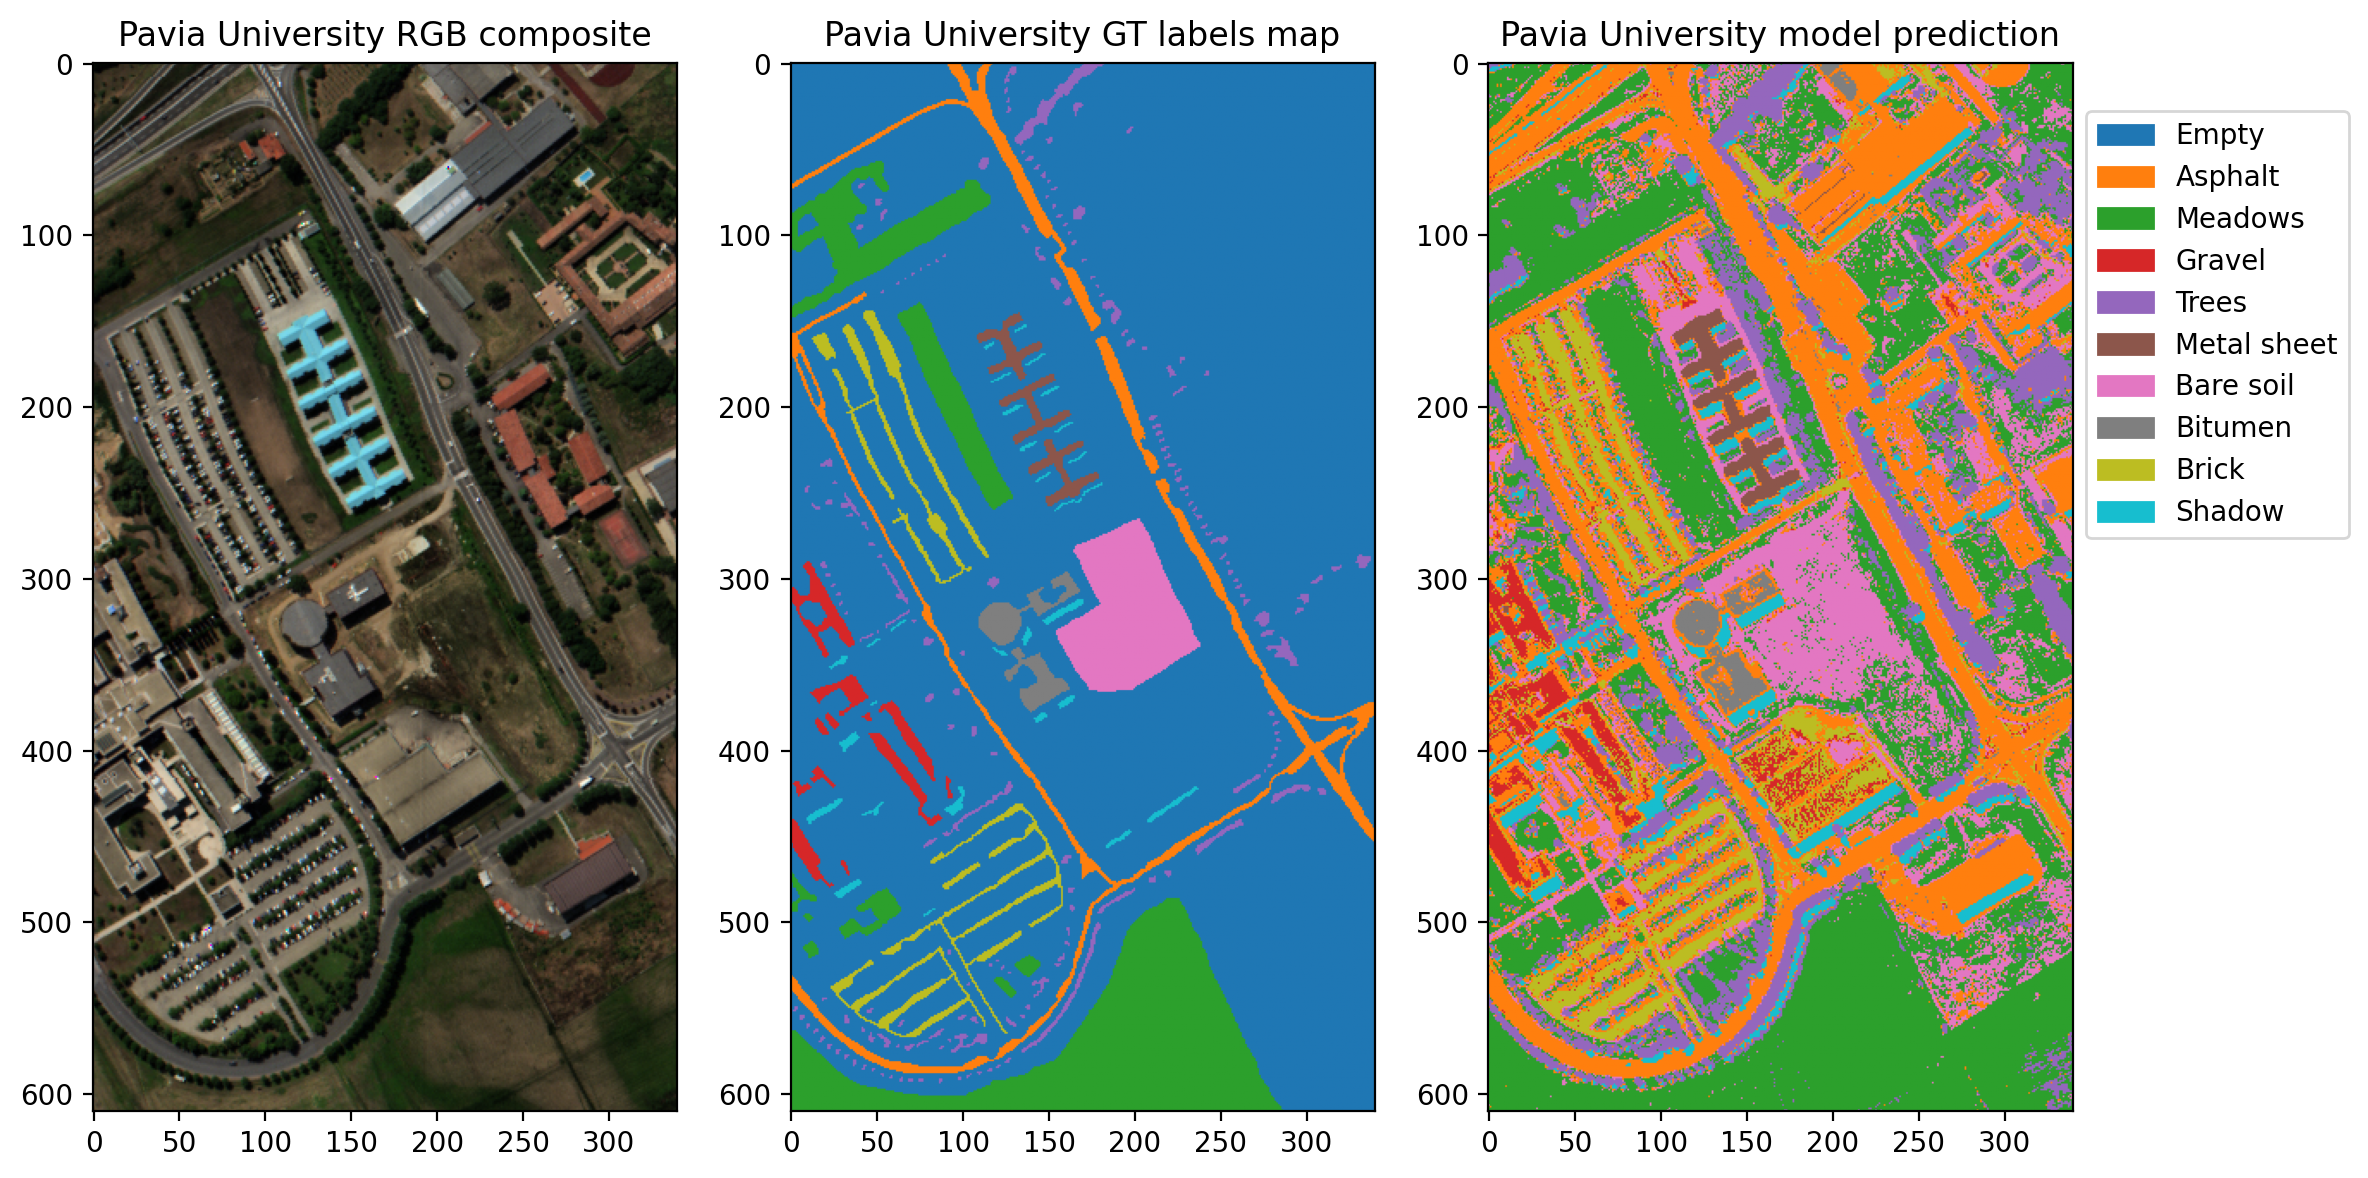 Pavia University RGB composite
Pavia University GT labels map
Pavia University model prediction
0
100
200
300
400
500
600
0 50 100 150 200 250 300
0
100
200
300
400
500
600
0 50 100 150 200 250 300
0
100
200
300
400
500
600
0 50 100 150 200 250 300
Empty
Asphalt
Meadows
Gravel
Trees
Metal sheet
Bare soil
Bitumen
Brick
Shadow